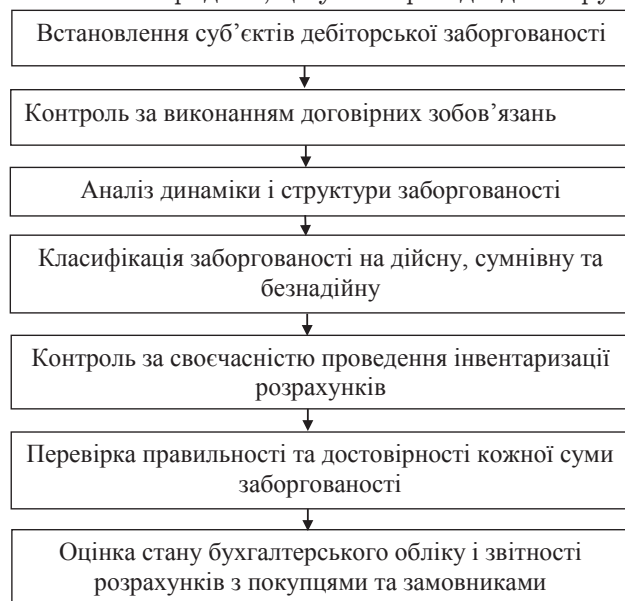 Встановлення суб’єктів дебіторської заборгованості
Контроль за виконанням договірних зобов’язань
Аналіз динаміки і структури заборгованості
Класифікація заборгованості на дійсну, сумнівну та
безнадійну
Контроль за своєчасністю проведення інвентаризації
розрахунків
Перевірка правильності та достовірності кожної суми
заборгованості
Оцінка стану бухгалтерського обліку і звітності
розрахунків з покупцями та замовниками